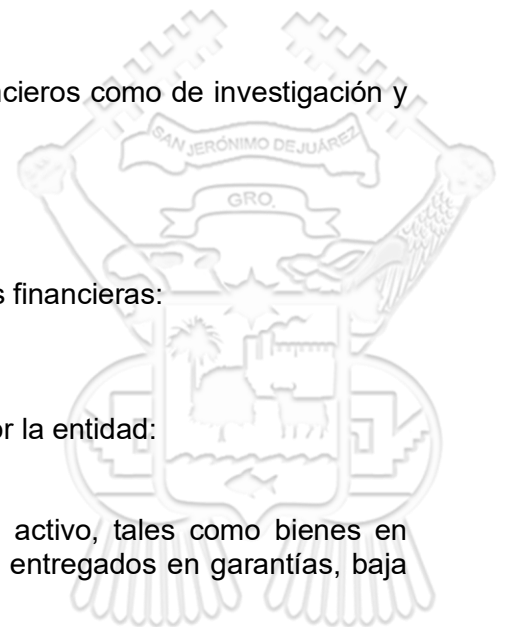 ncieros como de investigación y
SAN JERÓNIMO DE JUÁREZ
GRO.
s financieras:
or la entidad:
activo, tales como bienes en
entregados en garantías, baja